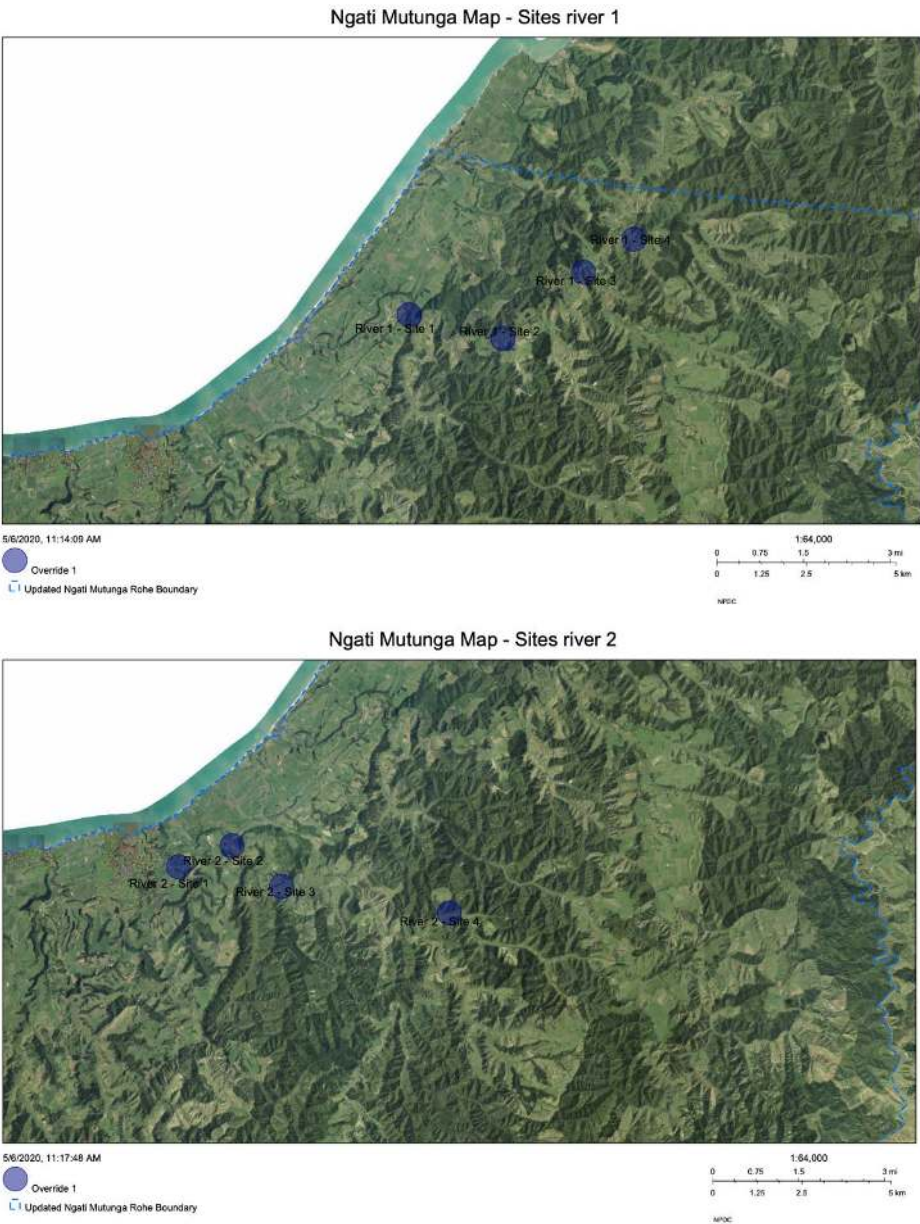 Ngati Mutunga Map - Sites river 1
River 1 - Site 4
River 1 - Site 3
River 1 - Site 1
River 1 - Site 2
5/6/2020, 11:14:09 AM
Override 1
Updated Ngati Mutunga Rohe Boundary
1:64,000
0 0.75 1.5 3 mi
0 1.25 2.5 5 km
NPDC
Ngati Mutunga Map - Sites river 2
River 2 - Site 2
River 2 - Site 1
River 2 - Site 3
River 2 - Site 4
5/6/2020, 11:17:48 AM
Override 1
Updated Ngati Mutunga Rohe Boundary
1:64,000
0 0.75 1.5 3 mi
0 1.25 2.5 5 km
NPDC